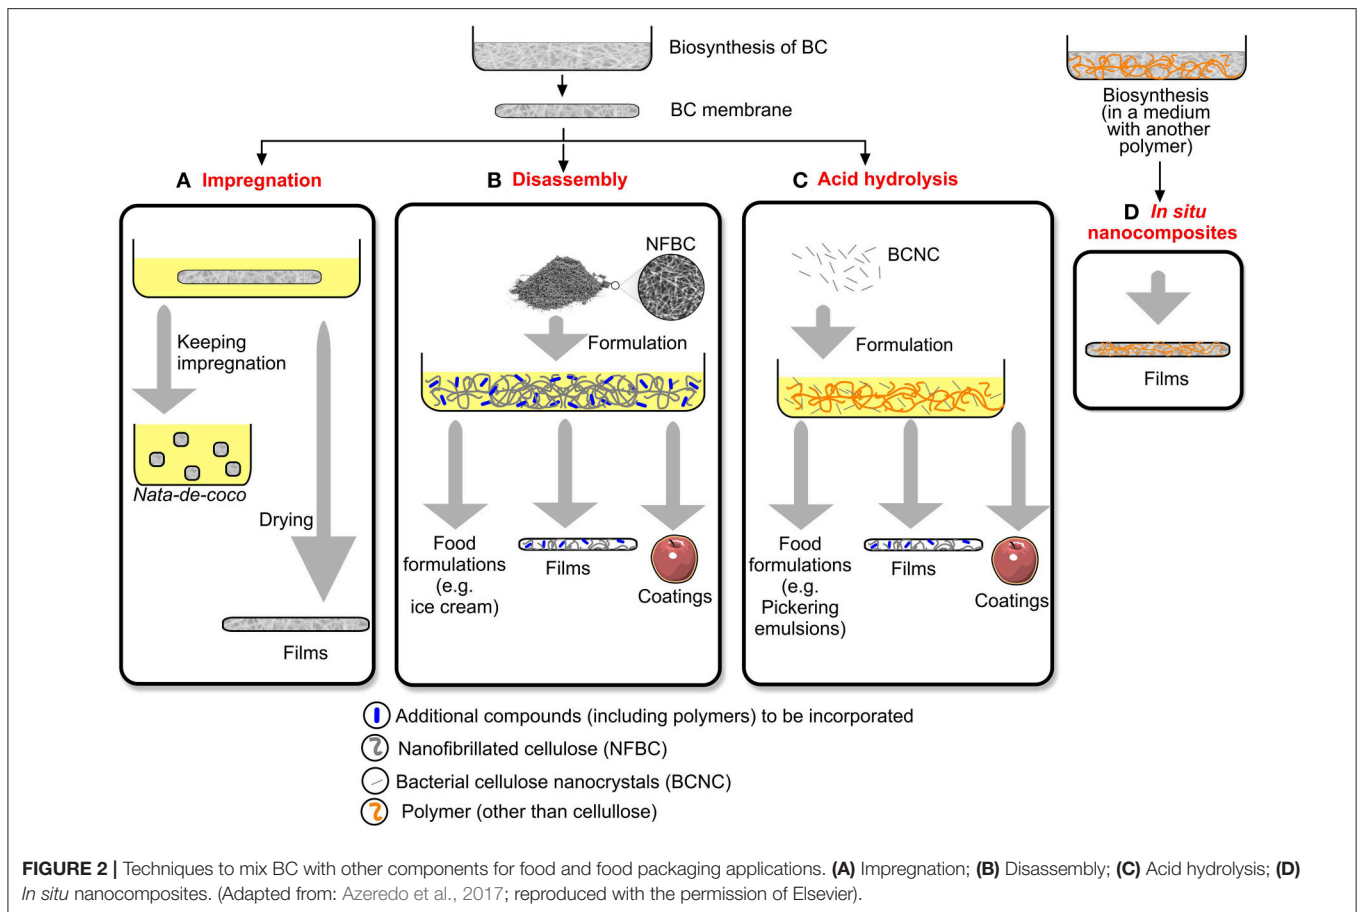 Biosynthesis of BC
BC membrane
Biosynthesis
(in a medium
with another
polymer)
A Impregnation
Keeping
impregnation
Nata-de-coco
Drying
Films
B Disassembly
NFBC
Formulation
Food
formulations
(e.g.
ice cream)
Films
Coatings
C Acid hydrolysis
BCNC
Formulation
Food
formulations
(e.g.
Pickering
emulsions)
Films
Coatings
D In situ
nanocomposites
Films
Additional compounds (including polymers) to be incorporated
Nanofibrillated cellulose (NFBC)
Bacterial cellulose nanocrystals (BCNC)
Polymer (other than cellullose)
FIGURE 2 | Techniques to mix BC with other components for food and food packaging applications. (A) Impregnation; (B) Disassembly; (C) Acid hydrolysis; (D)
In situ nanocomposites. (Adapted from: Azeredo et al., 2017; reproduced with the permission of Elsevier).